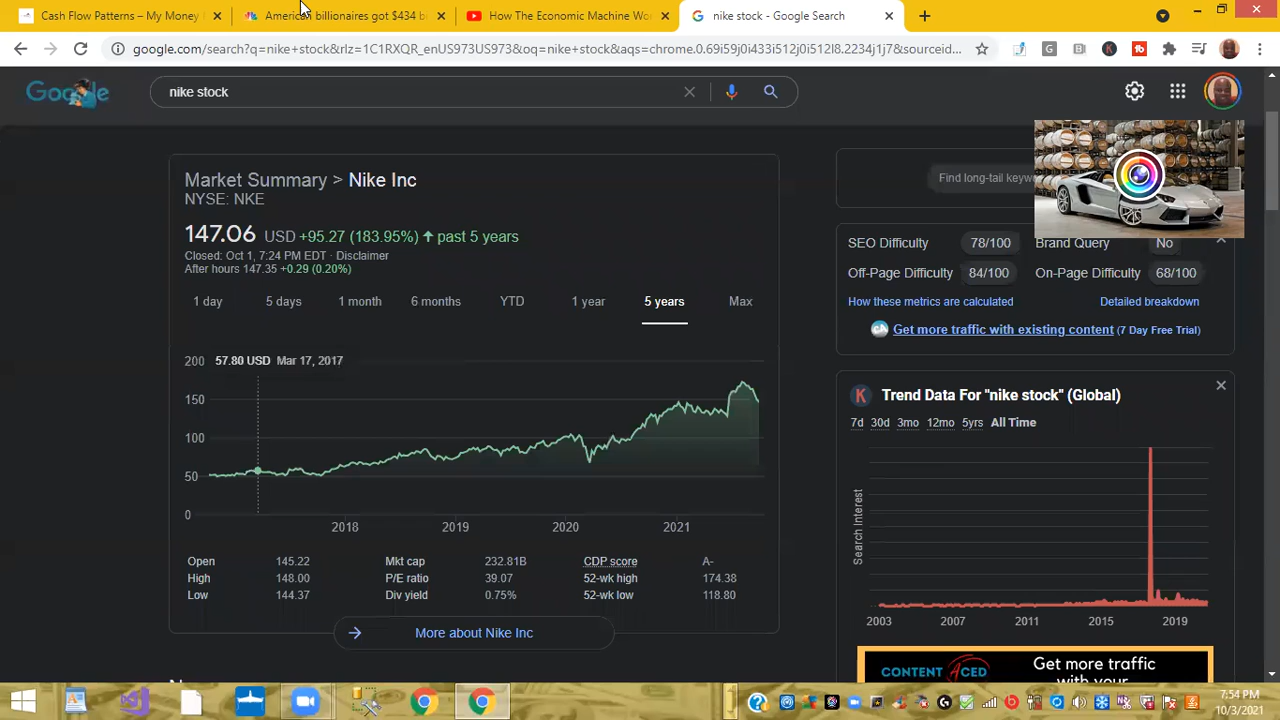 Cash Flow Patterns – My Money
American billionaires got $434 b
How The Economic Machine Wo
nike stock - Google Search
google.com/search?q=nike+stock&rlz=1C1RXQR_enUS973US973&oq=nike+stock&aqs=chrome.0.69i59j0i433i512j0i512l8.2234j1j7&sourceid...
Google
nike stock
Market Summary > Nike Inc
NYSE: NKE
147.06 USD +95.27 (183.95%) ↑ past 5 years
Closed: Oct 1, 7:24 PM EDT · Disclaimer
After hours 147.35 +0.29 (0.20%)
1 day 5 days 1 month 6 months YTD 1 year 5 years Max
57.80 USD Mar 17, 2017
200
150
100
50
0
2018 2019 2020 2021
Open 145.22 Mkt cap 232.81B CDP score A-
High 148.00 P/E ratio 39.07 52-wk high 174.38
Low 144.37 Div yield 0.75% 52-wk low 118.80
More about Nike Inc
Find long-tail keyw
SEO Difficulty 78/100 Brand Query No
Off-Page Difficulty 84/100 On-Page Difficulty 68/100
How these metrics are calculated Detailed breakdown
Get more traffic with existing content (7 Day Free Trial)
K Trend Data For "nike stock" (Global)
7d 30d 3mo 12mo 5yrs All Time
Search Interest
2003 2007 2011 2015 2019
CONTENT ACED
Get more traffic
with existing
7:54 PM
10/3/2021